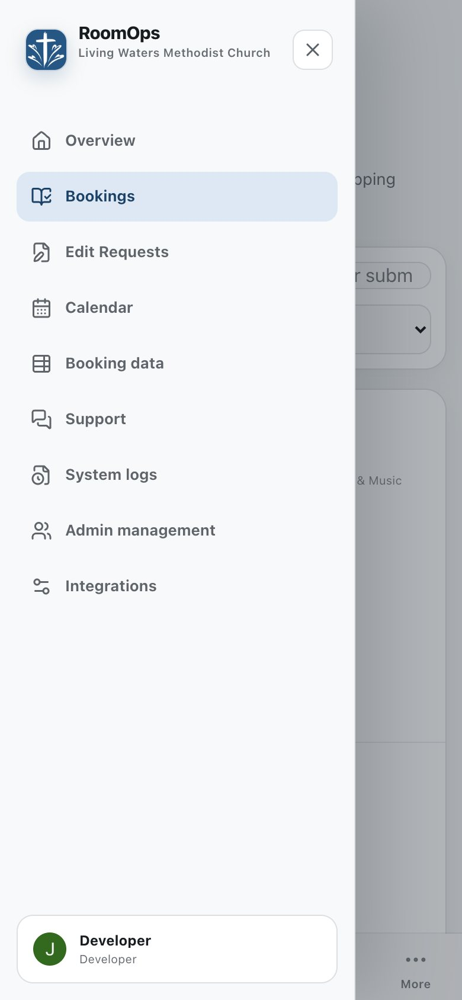 RoomOps
Living Waters Methodist Church
Overview
Bookings
Edit Requests
Calendar
Booking data
Support
System logs
Admin management
Integrations
pping
r subm
& Music
J
Developer
Developer
More